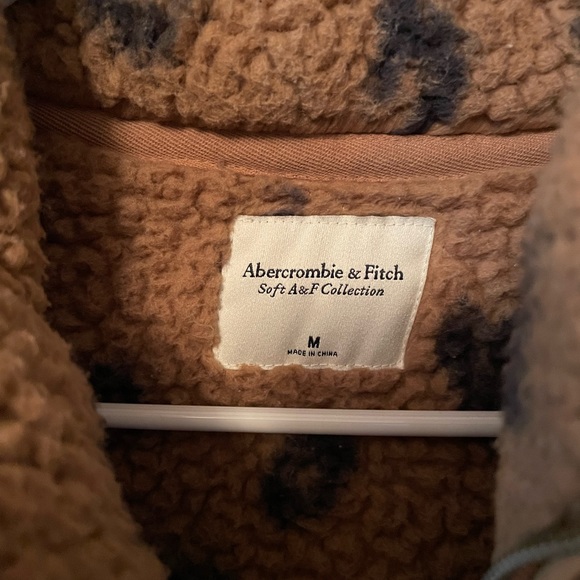 Abercrombie & Fitch
Soft A&F Collection
M
MADE IN CHINA